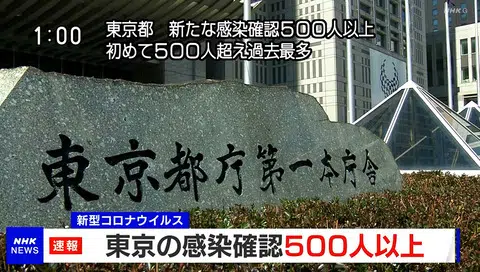 1:00
東京都 新たな感染確認500人以上
初めて500人超え過去最多
NHK G
東京都庁第一本庁舎
新型コロナウイルス
NHK NEWS
速報
東京の感染確認500人以上